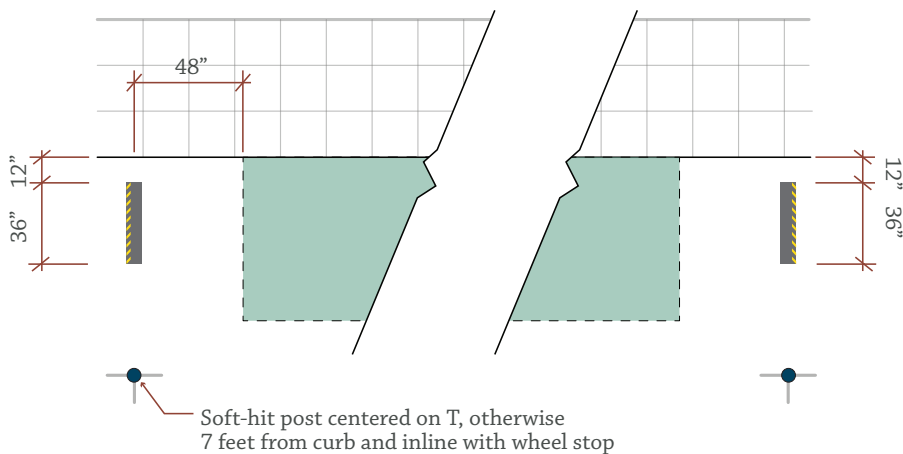 48”
12”
36”
12”
36”
Soft-hit post centered on T, otherwise
7 feet from curb and inline with wheel stop